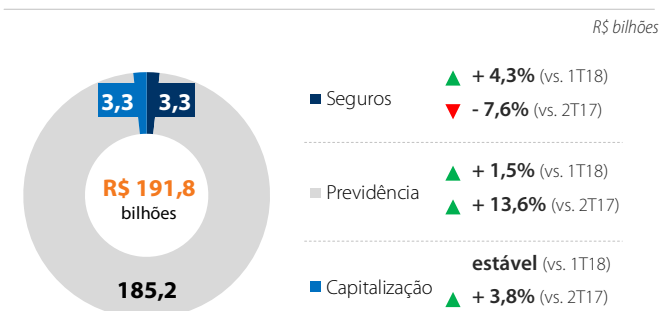 R$ bilhões
3,3
3,3
R$ 191,8
bilhões
185,2
Seguros
+ 4,3% (vs. 1T18)
- 7,6% (vs. 2T17)
Previdência
+ 1,5% (vs. 1T18)
+ 13,6% (vs. 2T17)
Capitalização
estável (vs. 1T18)
+ 3,8% (vs. 2T17)